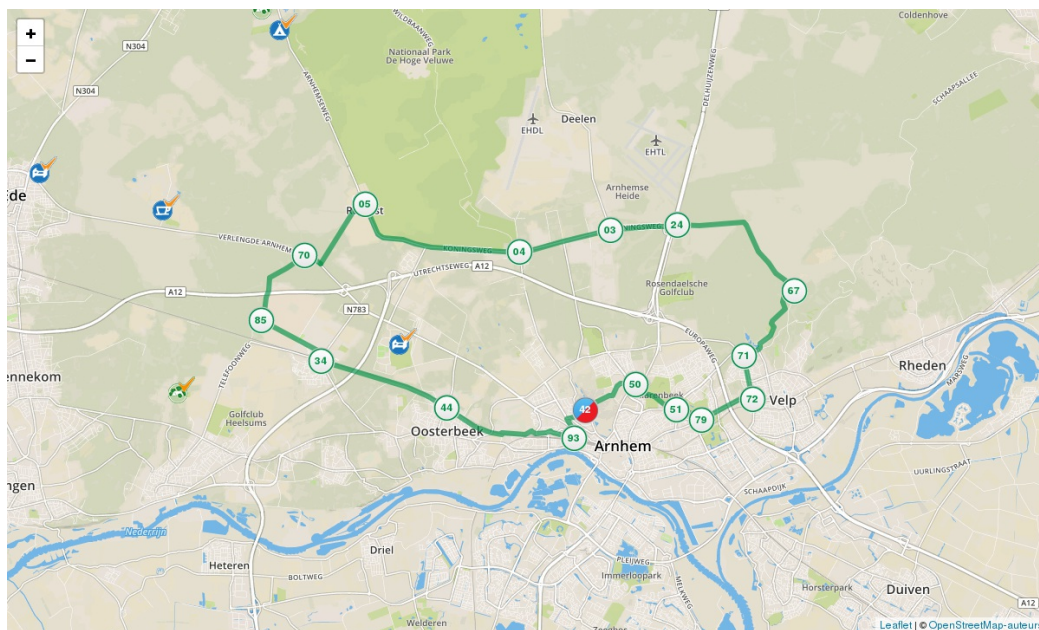 +
−
N304
N304
WILDBAANWEG
Nationaal Park
De Hoge Veluwe
ARNHEMSEWEG
DELHUIJZENWEG
Coldenhove
SCHAAPSALLEE
EHDL
Deelen
EHTL
Ede
Arnhemse
Heide
05
03
24
04
KONINGSWEG
VERLENGDE ARNHEM
70
UTRECHTSEWEG
A12
A12
Rosendaelsche
Golfclub
67
N783
85
EUROPAWEG
34
71
Rheden
MARSWEG
TELEFOONWEG
ennekom
50
72
Velp
44
42
51
79
Golfclub
Heelsums
Oosterbeek
93
Arnhem
UURLINGSTRAAT
ngen
SCHAAPDIJK
Nederrijn
Driel
PLEIJWEG
Heteren
BOLTWEG
Immerloopark
MELKWEG
Horsterpark
Duiven
A12
Welderen
Leaflet | © OpenStreetMap-auteurs